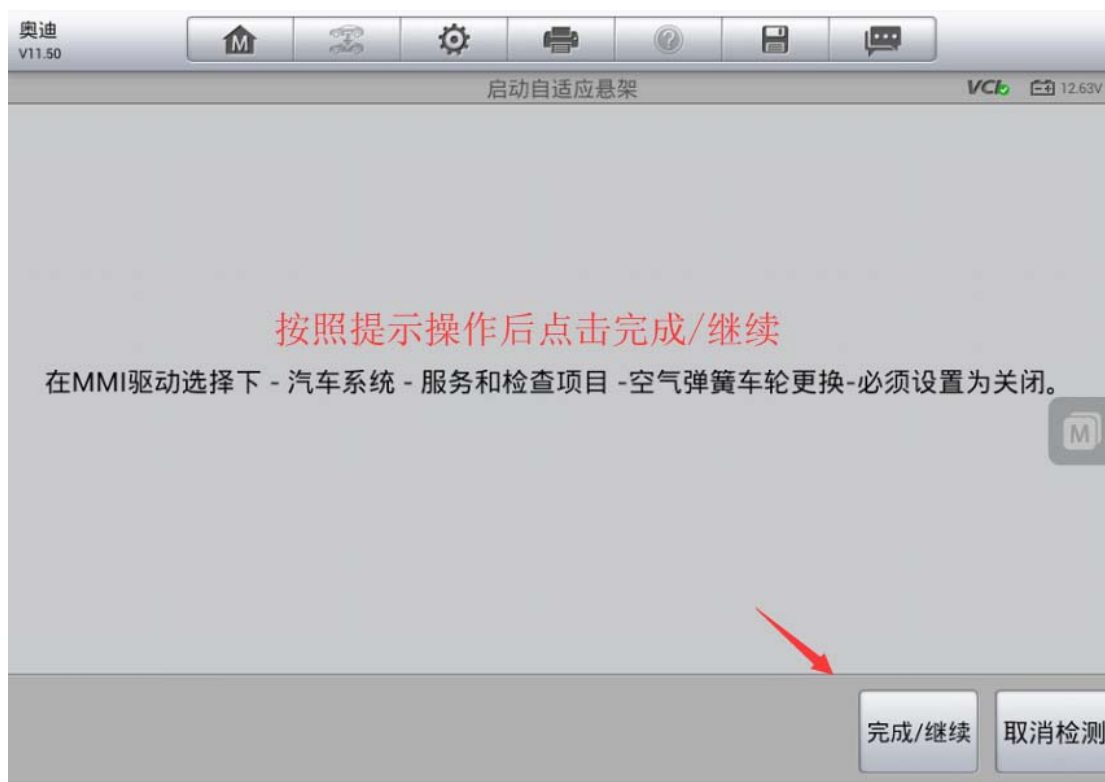 奥迪
V11.50
M
启动自适应悬架
VCI
12.63V
按照提示操作后点击完成/继续
在MMI驱动选择下 - 汽车系统 - 服务和检查项目 -空气弹簧车轮更换-必须设置为关闭。
M
完成/继续
取消检测